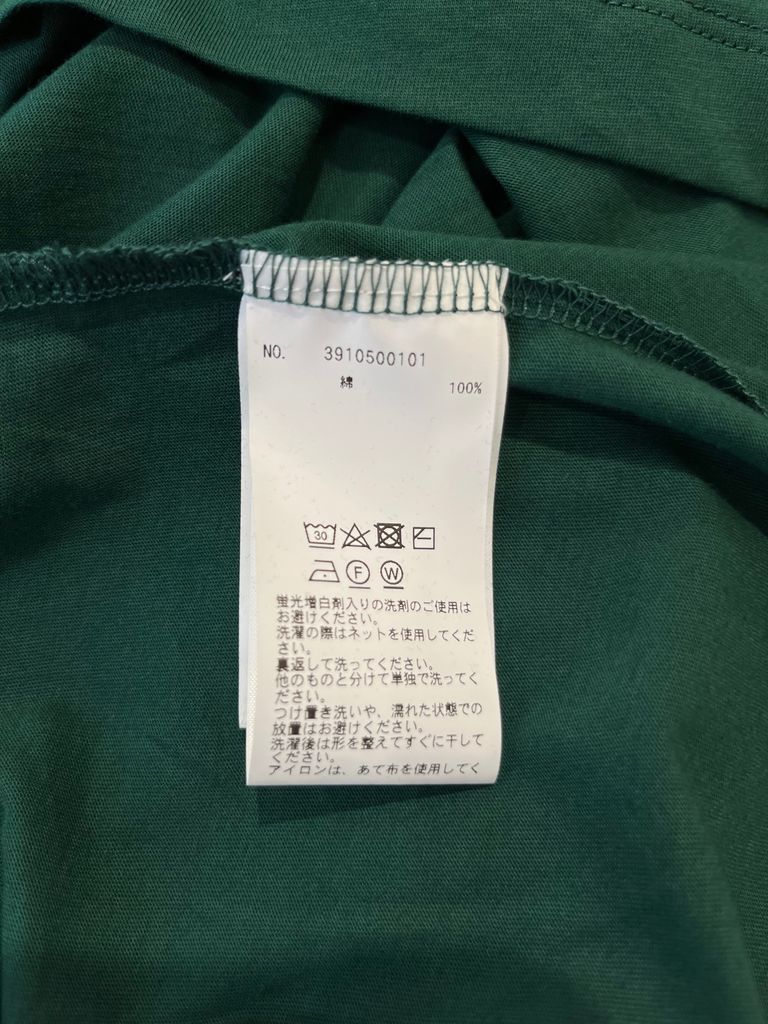 NO. 3910500101
綿 100%
30
F W
蛍光増白剤入りの洗剤のご使用は
お避けください。
洗濯の際はネットを使用してくだ
さい。
裏返して洗ってください。
他のものと分けて単独で洗ってく
ださい。
つけ置き洗いや、濡れた状態での
放置はお避けください。
洗濯後は形を整えてすぐに干して
ください。
アイロンは、あて布を使用してく